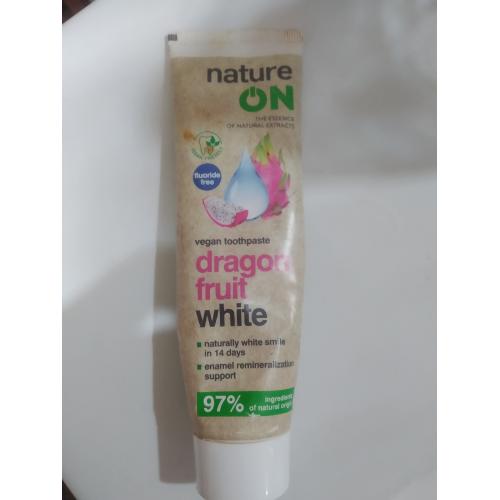 nature
ON
THE ESSENCE
OF NATURAL EXTRACTS
fluoride
free
vegan toothpaste
dragon
fruit
white
naturally white smile
in 14 days
enamel remineralization
support
97%
ingredients
of natural origin